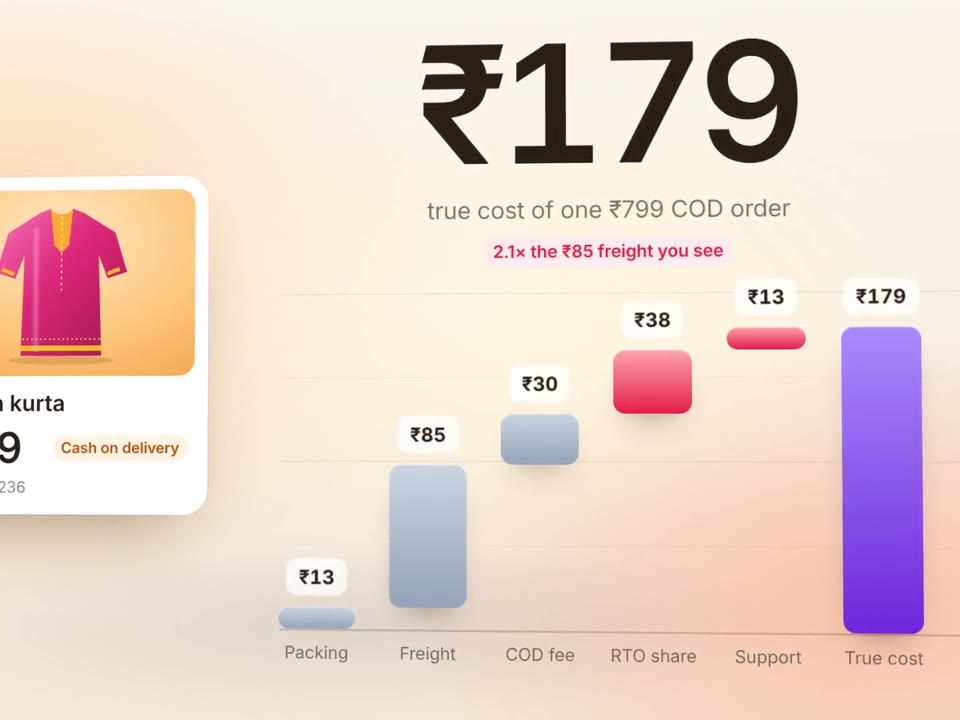 ₹179
true cost of one ₹799 COD order
2.1× the ₹85 freight you see
kurta
9
Cash on delivery
236
₹13
₹85
₹30
₹38
₹13
₹179
Packing
Freight
COD fee
RTO share
Support
True cost